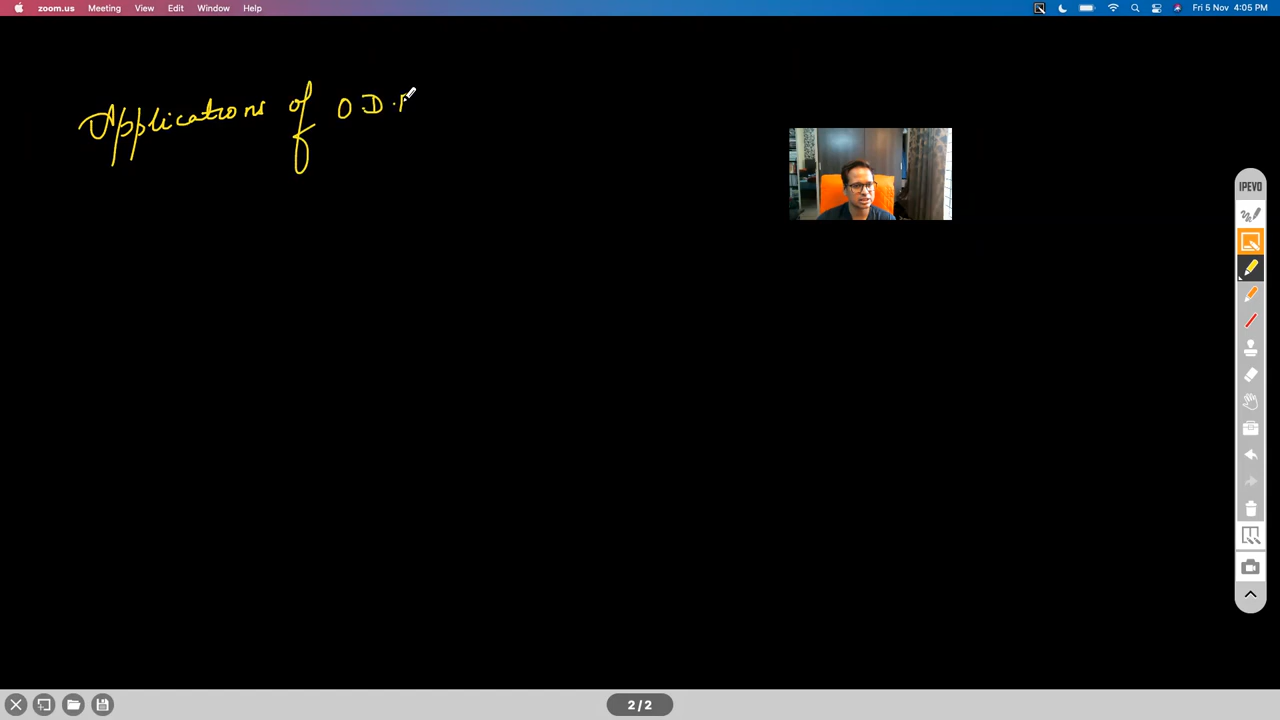 zoom.us Meeting View Edit Window Help Fri 5 Nov 4:05 PM
Applications of O D.
IPEVO
2/2